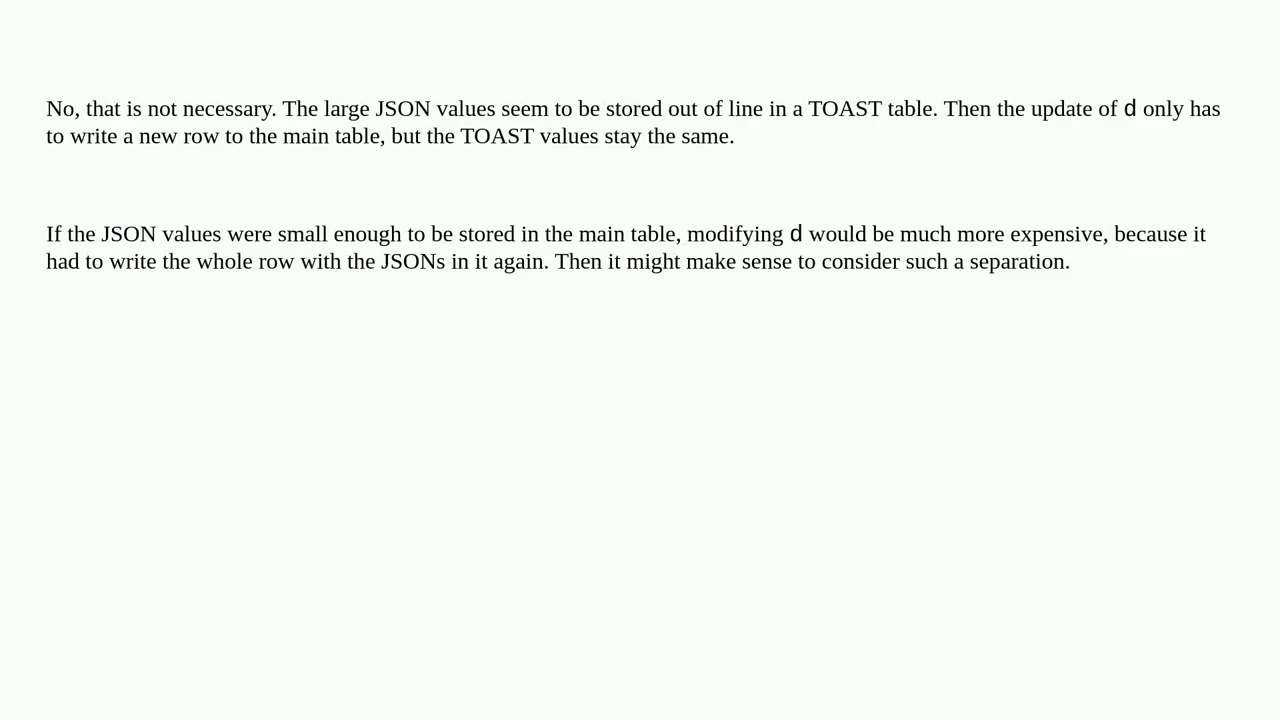 No, that is not necessary. The large JSON values seem to be stored out of line in a TOAST table. Then the update of d only has
to write a new row to the main table, but the TOAST values stay the same.
If the JSON values were small enough to be stored in the main table, modifying d would be much more expensive, because it
had to write the whole row with the JSONs in it again. Then it might make sense to consider such a separation.